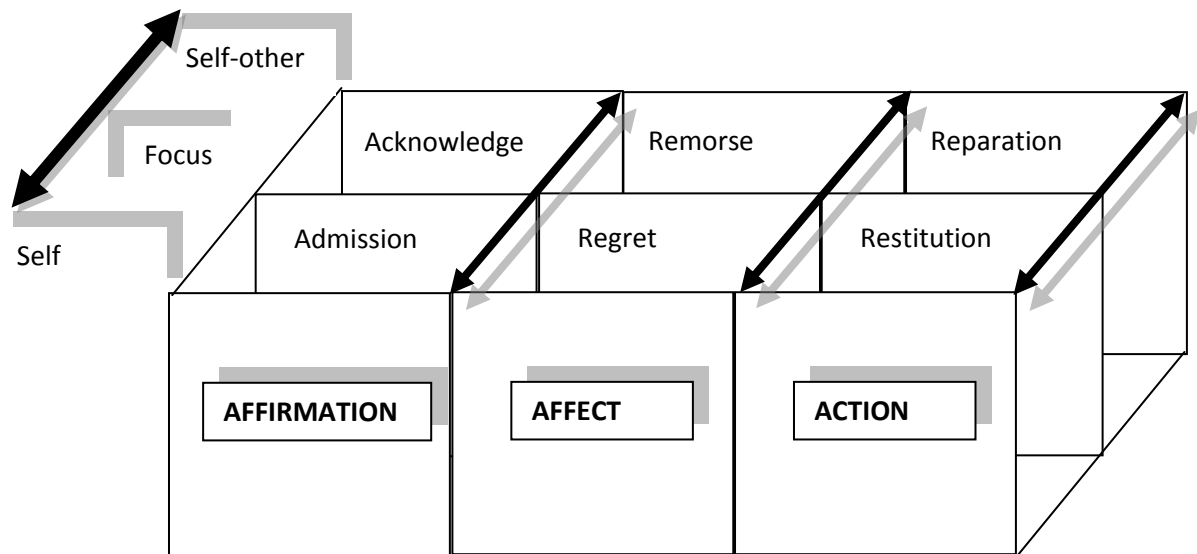 Self-other
Focus
Self
Acknowledge Remorse Reparation
Admission Regret Restitution
AFFIRMATION AFFECT ACTION